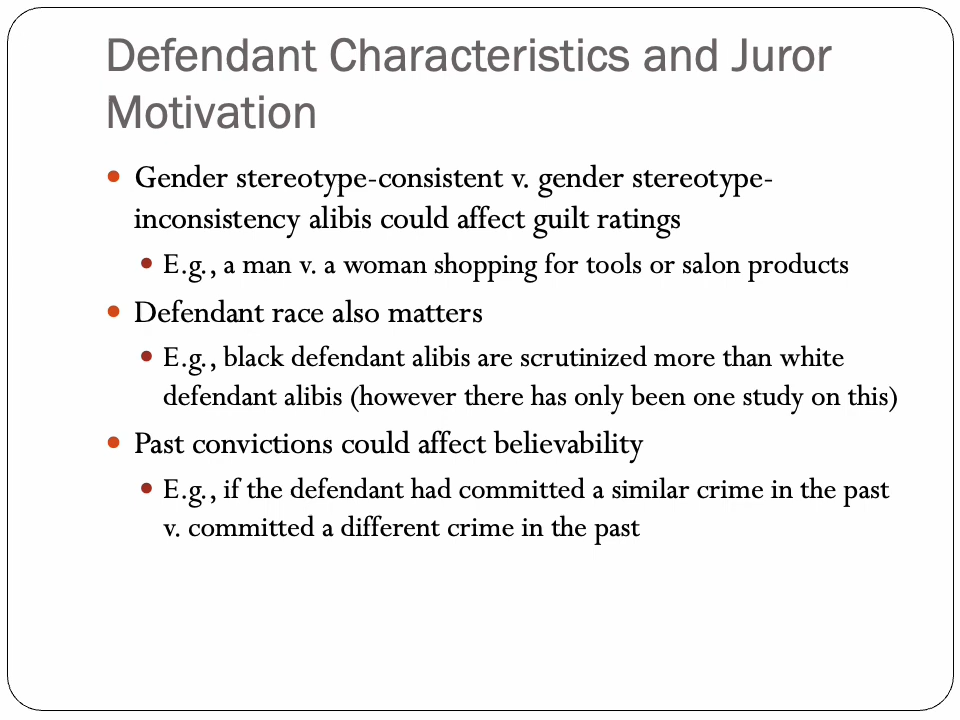 Defendant Characteristics and Juror
Motivation
Gender stereotype-consistent v. gender stereotype-
inconsistency alibis could affect guilt ratings
E.g., a man v. a woman shopping for tools or salon products
Defendant race also matters
E.g., black defendant alibis are scrutinized more than white
defendant alibis (however there has only been one study on this)
Past convictions could affect believability
E.g., if the defendant had committed a similar crime in the past
v. committed a different crime in the past